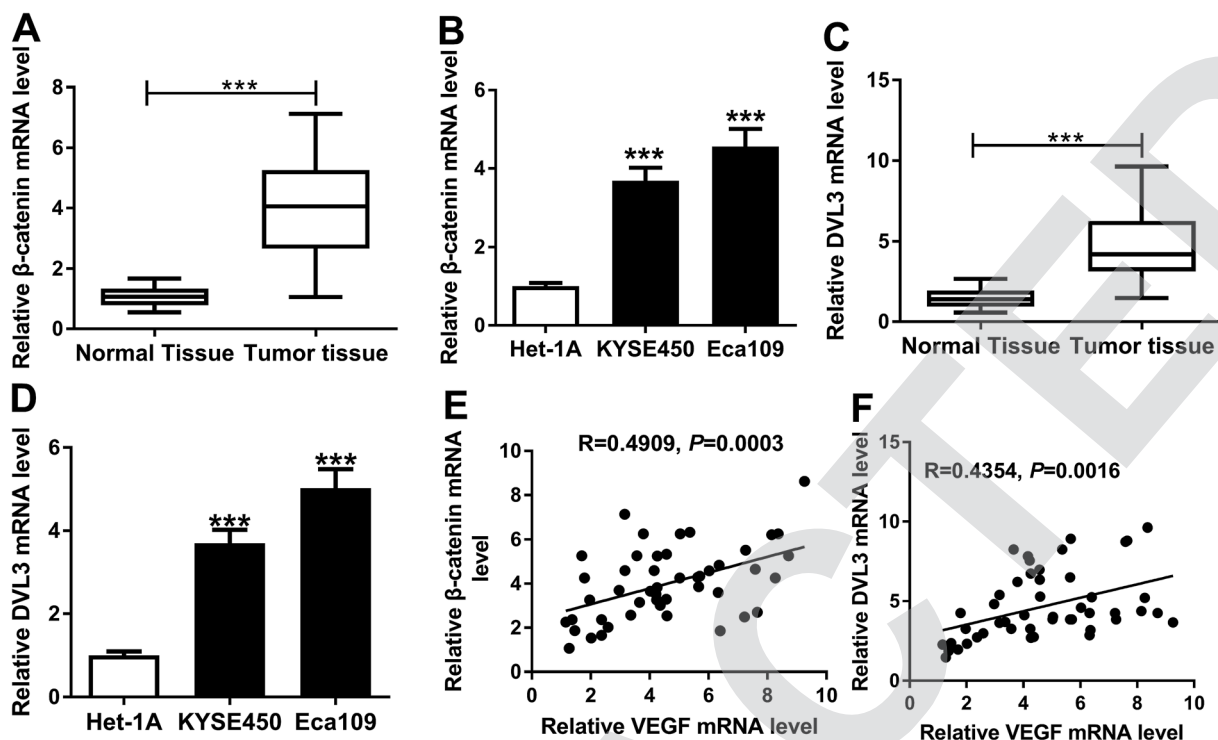 A
Relative β-catenin mRNA level
8
6
4
2
0
***
Normal Tissue
Tumor tissue
B
Relative β-catenin mRNA level
6
4
2
0
***
***
Het-1A
KYSE450
Eca109
C
Relative DVL3 mRNA level
15
10
5
0
***
Normal Tissue
Tumor tissue
D
Relative DVL3 mRNA level
6
4
2
0
***
***
Het-1A
KYSE450
Eca109
E
Relative β-catenin mRNA
level
10
8
6
4
2
0
R=0.4909, P=0.0003
0
2
4
6
8
10
Relative VEGF mRNA level
F
Relative DVL3 mRNA level
15
10
5
0
R=0.4354, P=0.0016
0
2
4
6
8
10
Relative VEGF mRNA level